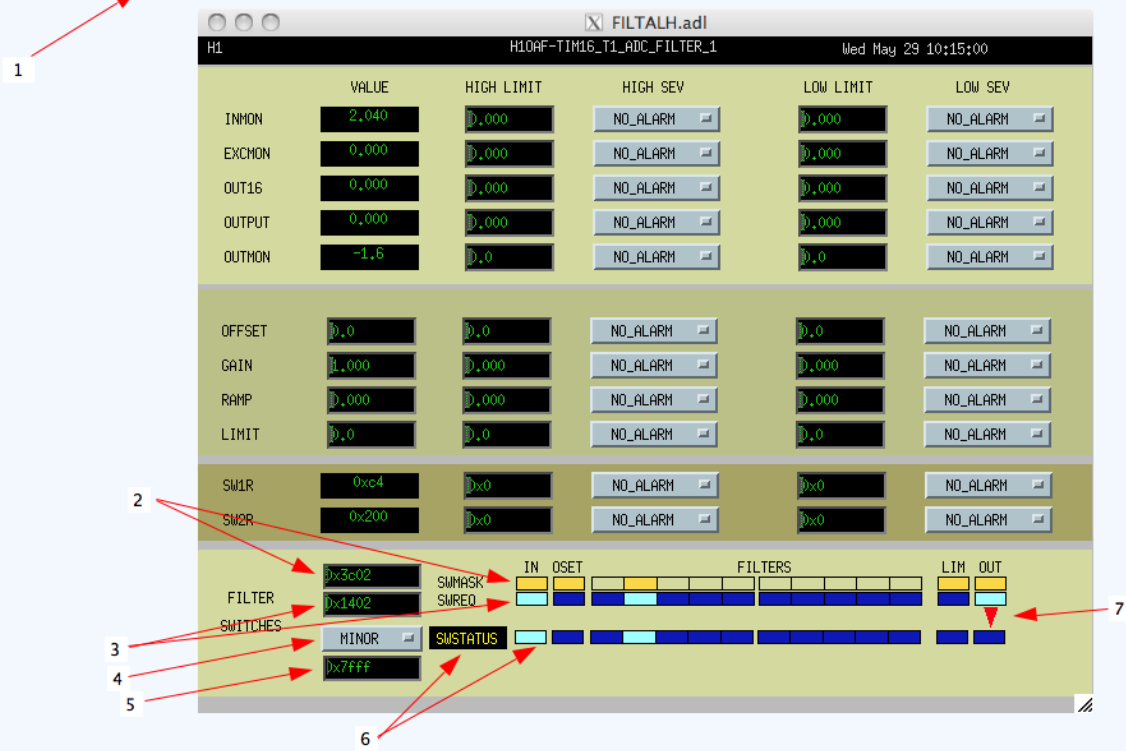 FILTALH.adl
H1 H1OAF-TIM16_T1_ADC_FILTER_1 Wed May 29 10:15:00
1
VALUE HIGH LIMIT HIGH SEV LOW LIMIT LOW SEV
INMON 2.040 0.000 NO_ALARM 0.000 NO_ALARM
EXCMON 0.000 0.000 NO_ALARM 0.000 NO_ALARM
OUT16 0.000 0.000 NO_ALARM 0.000 NO_ALARM
OUTPUT 0.000 0.000 NO_ALARM 0.000 NO_ALARM
OUTMON -1.6 0.0 NO_ALARM 0.0 NO_ALARM
OFFSET 0.0 0.0 NO_ALARM 0.0 NO_ALARM
GAIN 1.000 0.000 NO_ALARM 0.000 NO_ALARM
RAMP 0.000 0.000 NO_ALARM 0.000 NO_ALARM
LIMIT 0.0 0.0 NO_ALARM 0.0 NO_ALARM
SW1R 0xc4 0x0 NO_ALARM 0x0 NO_ALARM
2
SW2R 0x200 0x0 NO_ALARM 0x0 NO_ALARM
IN OSET FILTERS LIM OUT
0x3c02 SWMASK
FILTER 0x1402 SWREQ
7
SWITCHES
MINOR SWSTATUS
3
0x7fff
4
5
6